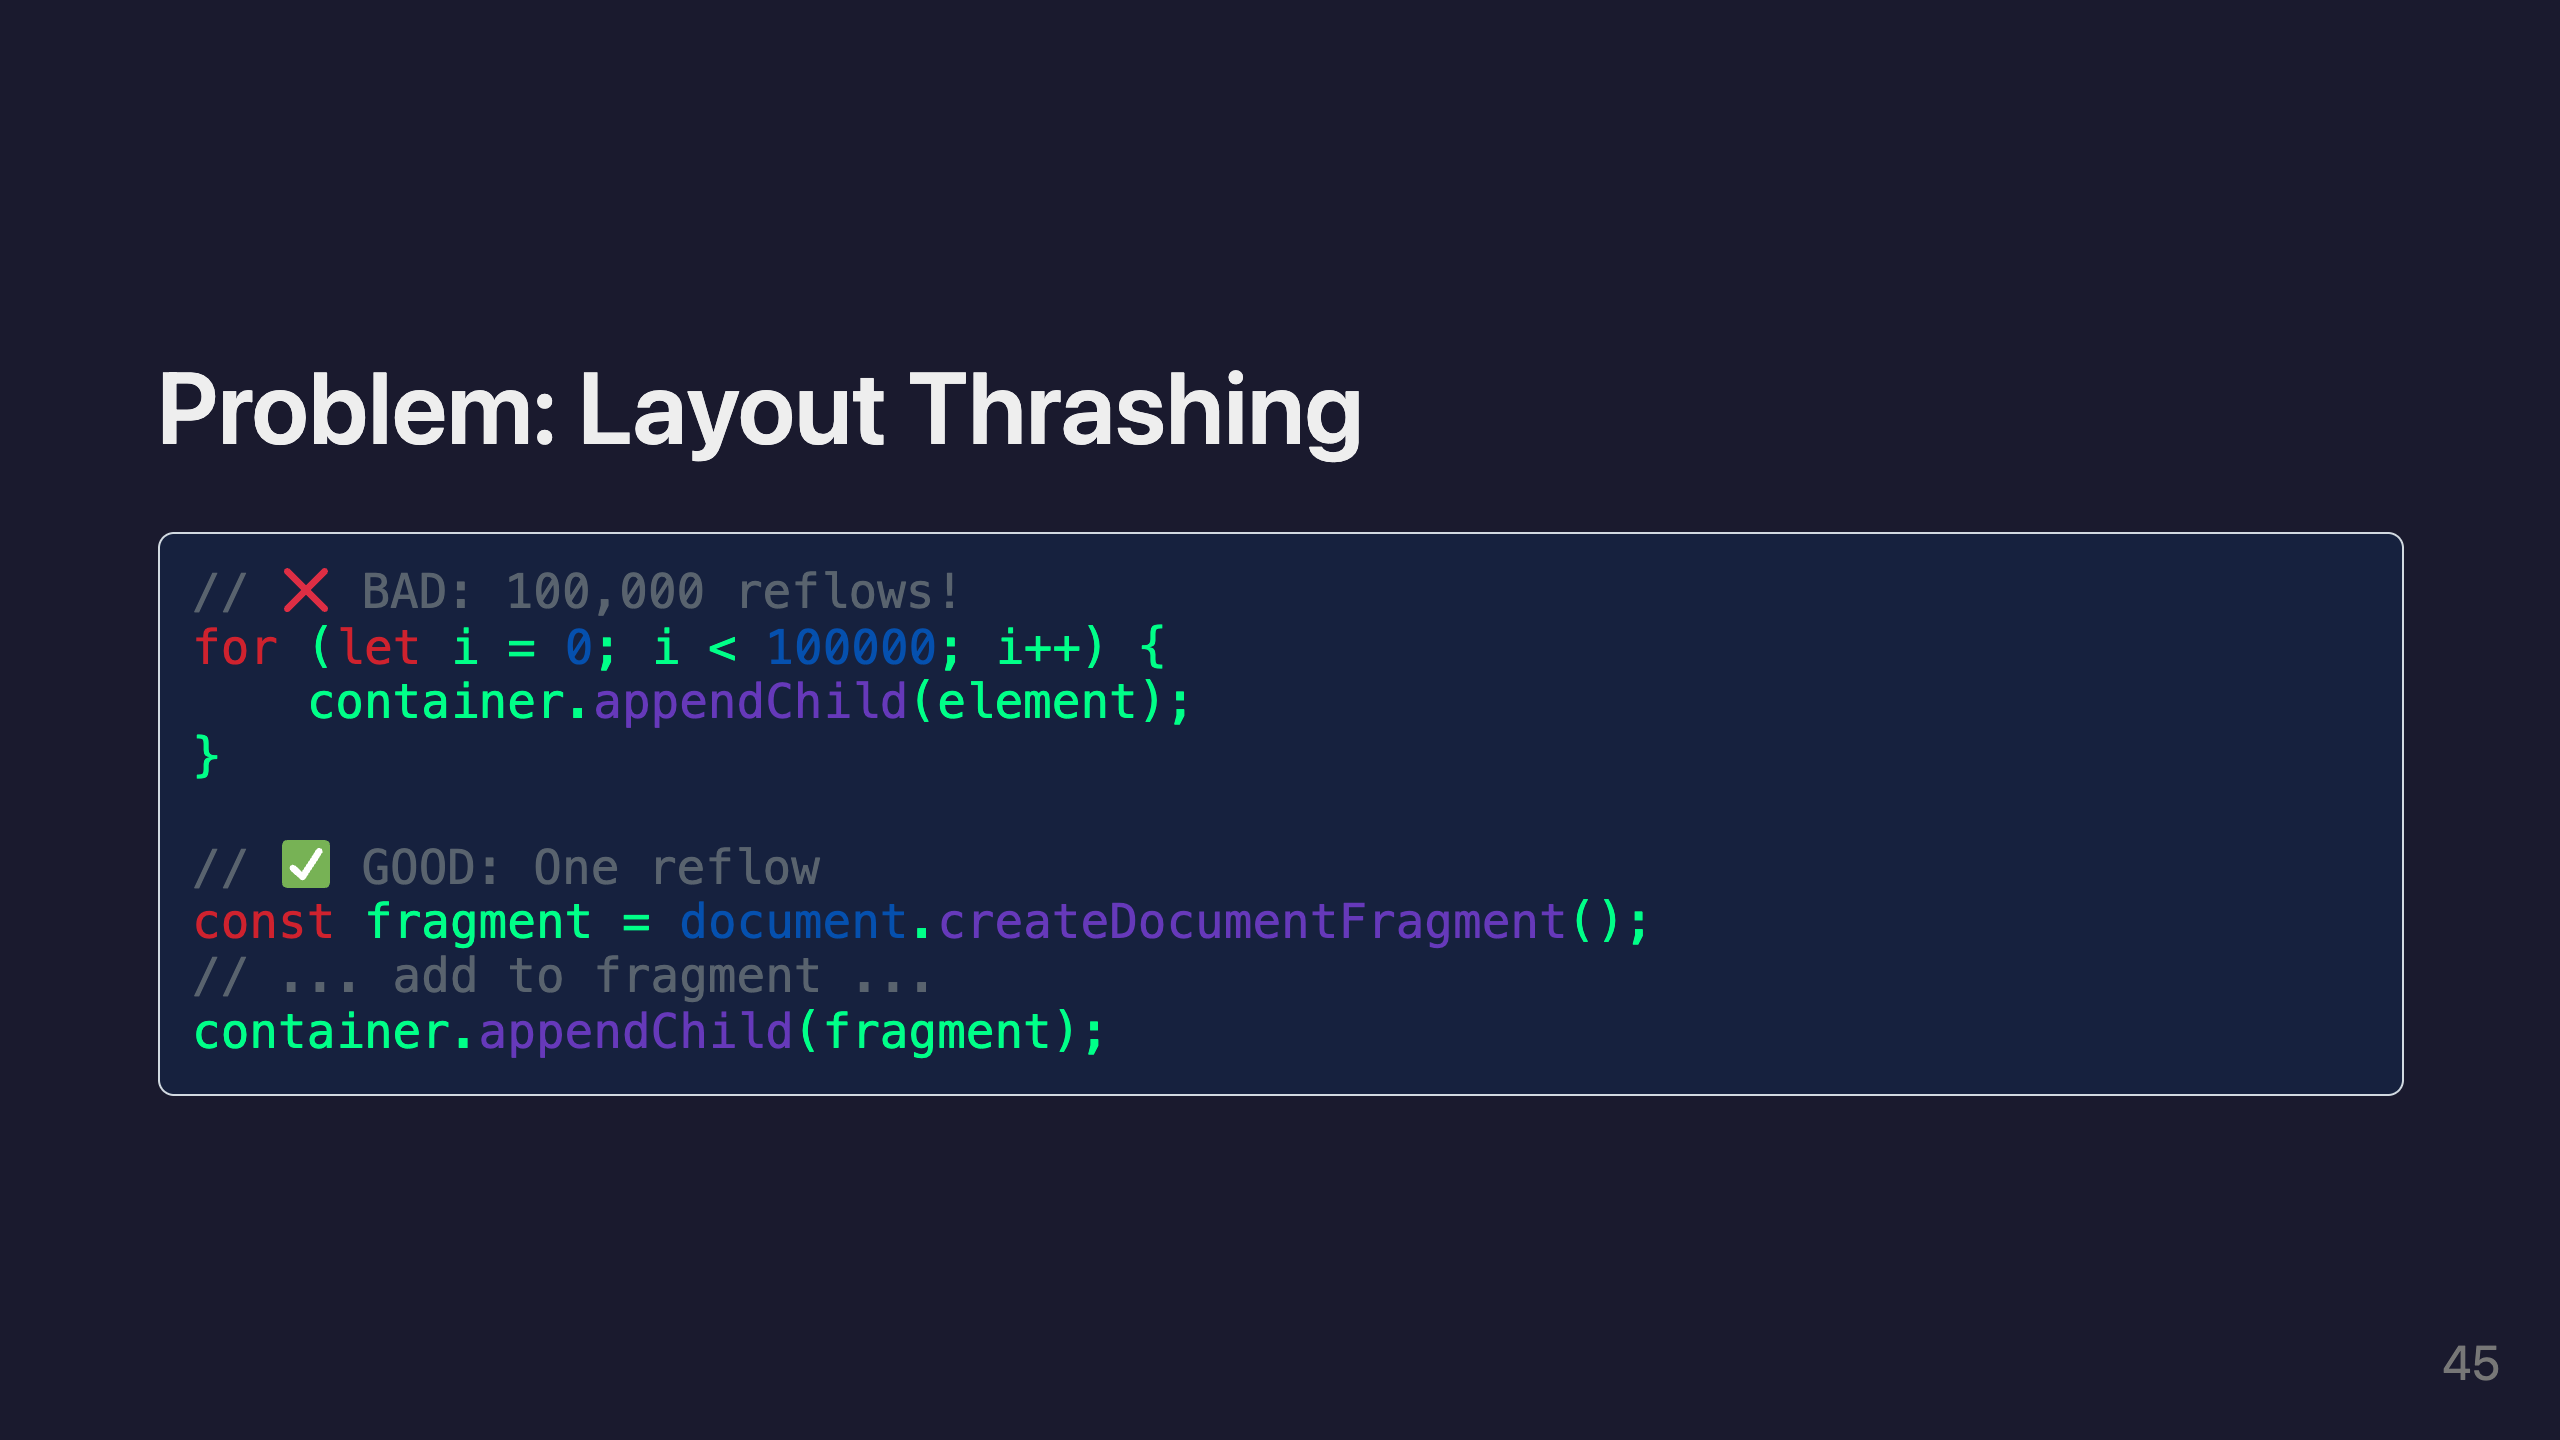 Problem: Layout Thrashing
// ❌ BAD: 100,000 reflows!
for (let i = 0; i < 100000; i++) {
    container.appendChild(element);
}
// ✅ GOOD: One reflow
const fragment = document.createDocumentFragment();
// ... add to fragment ...
container.appendChild(fragment);
45